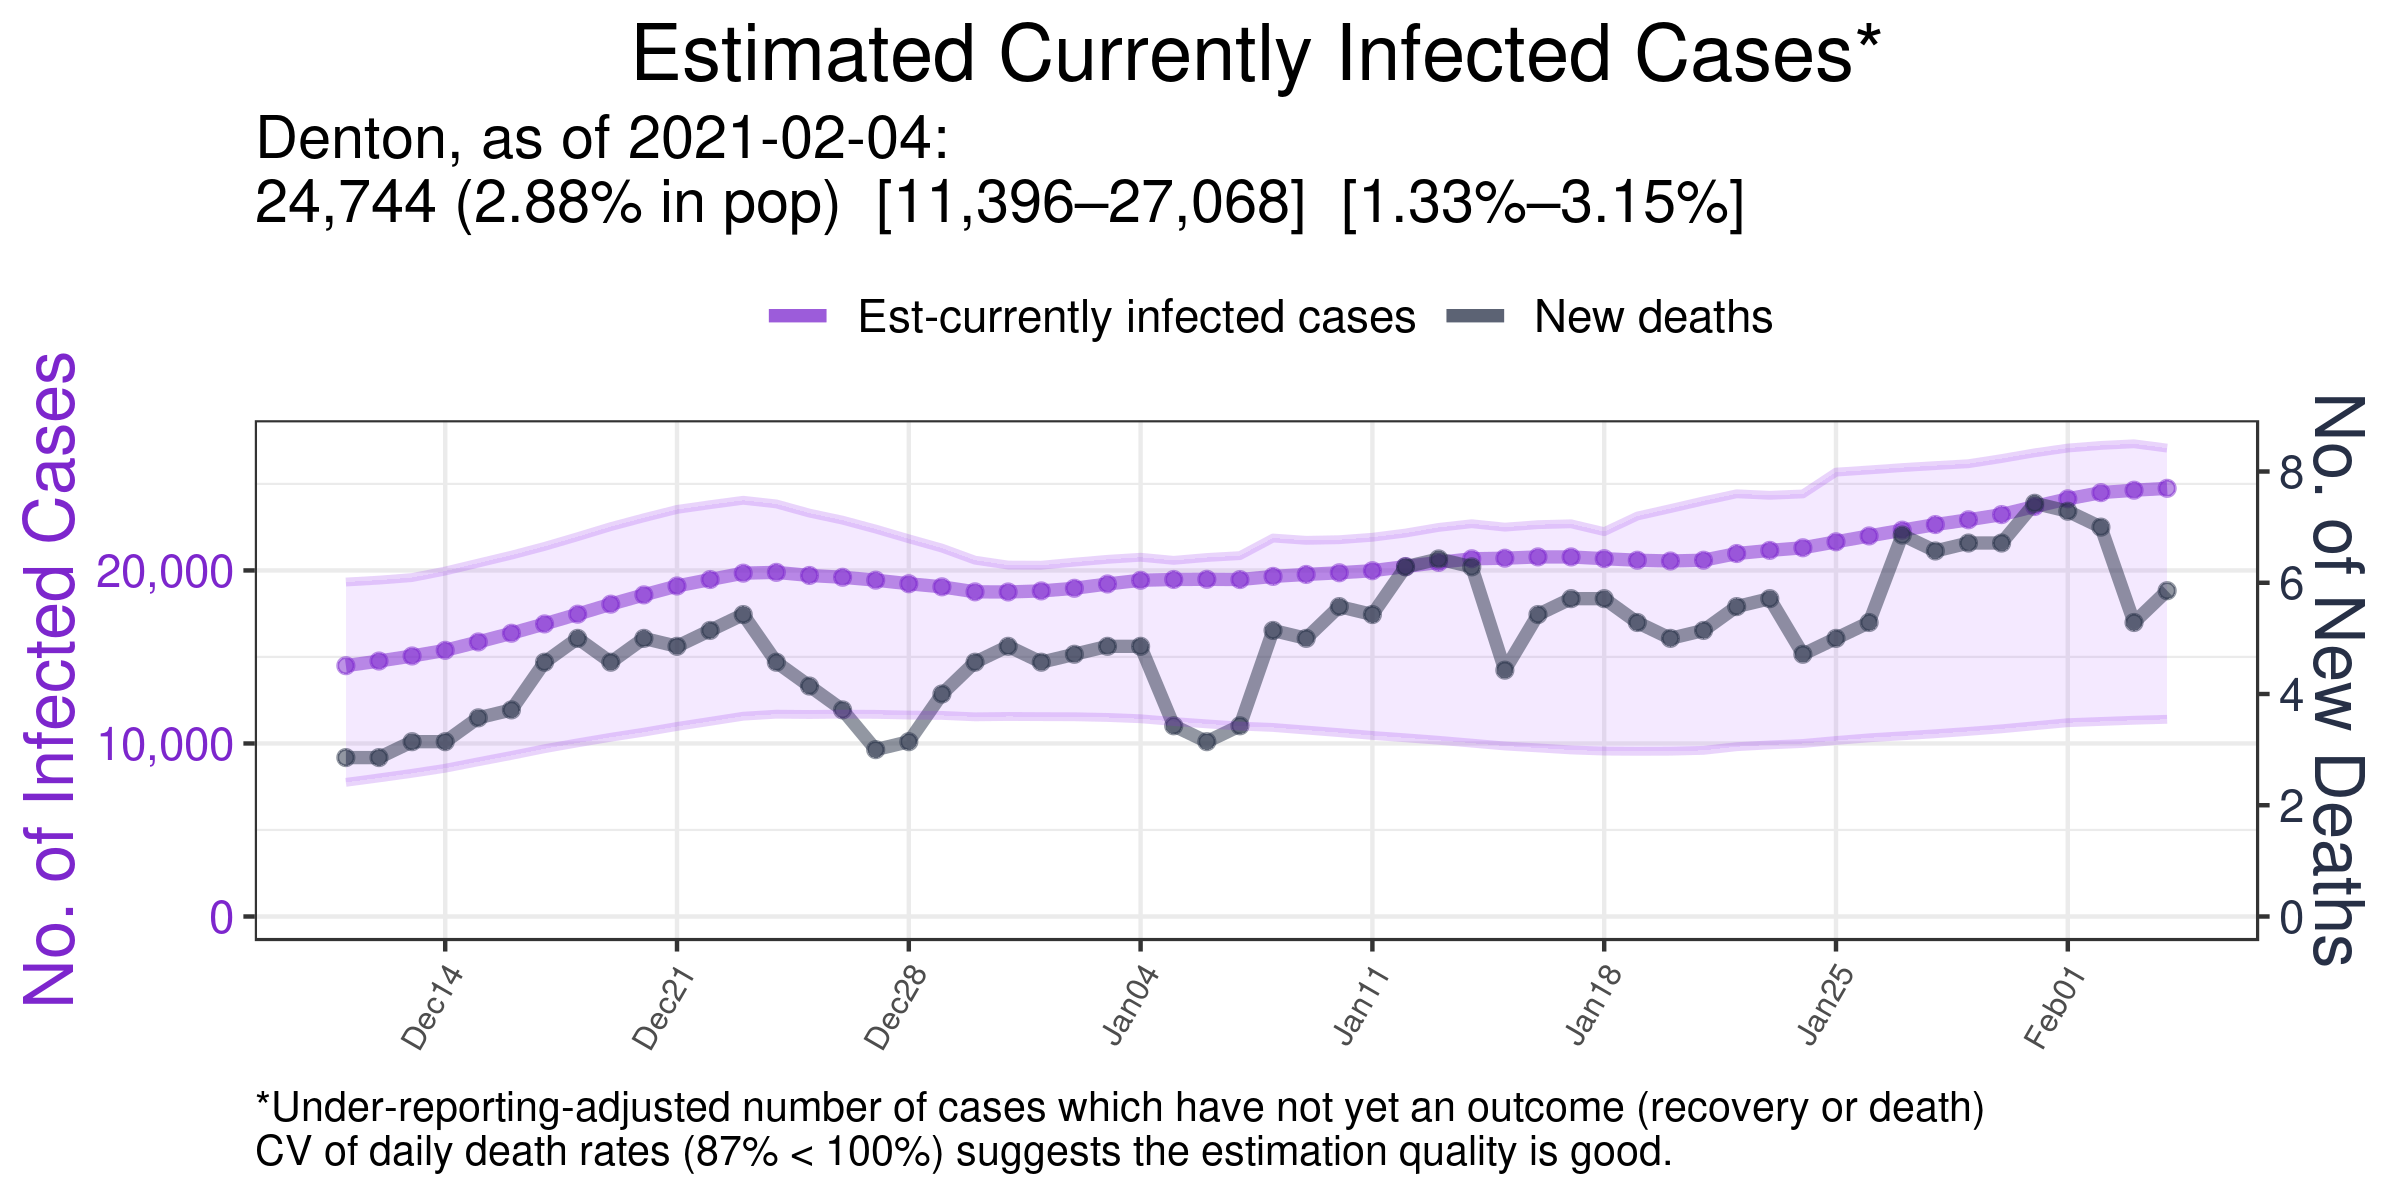 Estimated Currently Infected Cases*
Denton, as of 2021-02-04:
24,744 (2.88% in pop)  [11,396–27,068]  [1.33%–3.15%]
Est-currently infected cases
New deaths
No. of Infected Cases
20,000
10,000
0
No. of New Deaths
8
6
4
2
0
Dec14
Dec21
Dec28
Jan04
Jan11
Jan18
Jan25
Feb01
*Under-reporting-adjusted number of cases which have not yet an outcome (recovery or death)
CV of daily death rates (87% < 100%) suggests the estimation quality is good.